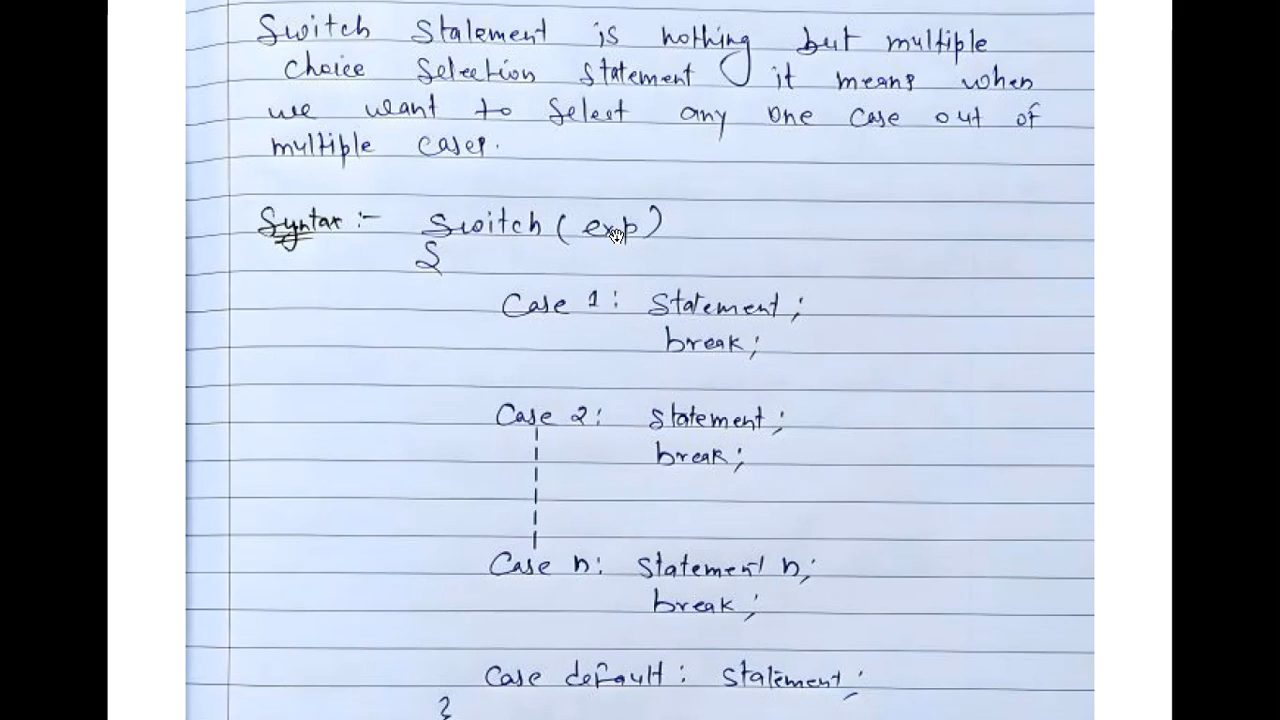 Switch Statement is nothing but multiple
choice Selection Statement it means when
we want to Select any one case out of
multiple cases.
Syntax :- Switch ( exp )
{
Case 1 : Statement ;
break ;
Case 2 : Statement ;
break ;
Case n : Statement n ;
break ;
Case default : Statement ;
}